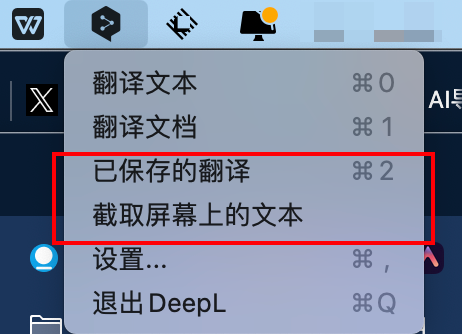 W
翻译文本 ⌘0
翻译文档 ⌘1
已保存的翻译 ⌘2
截取屏幕上的文本
设置... ⌘,
退出DeepL ⌘Q
X
AI